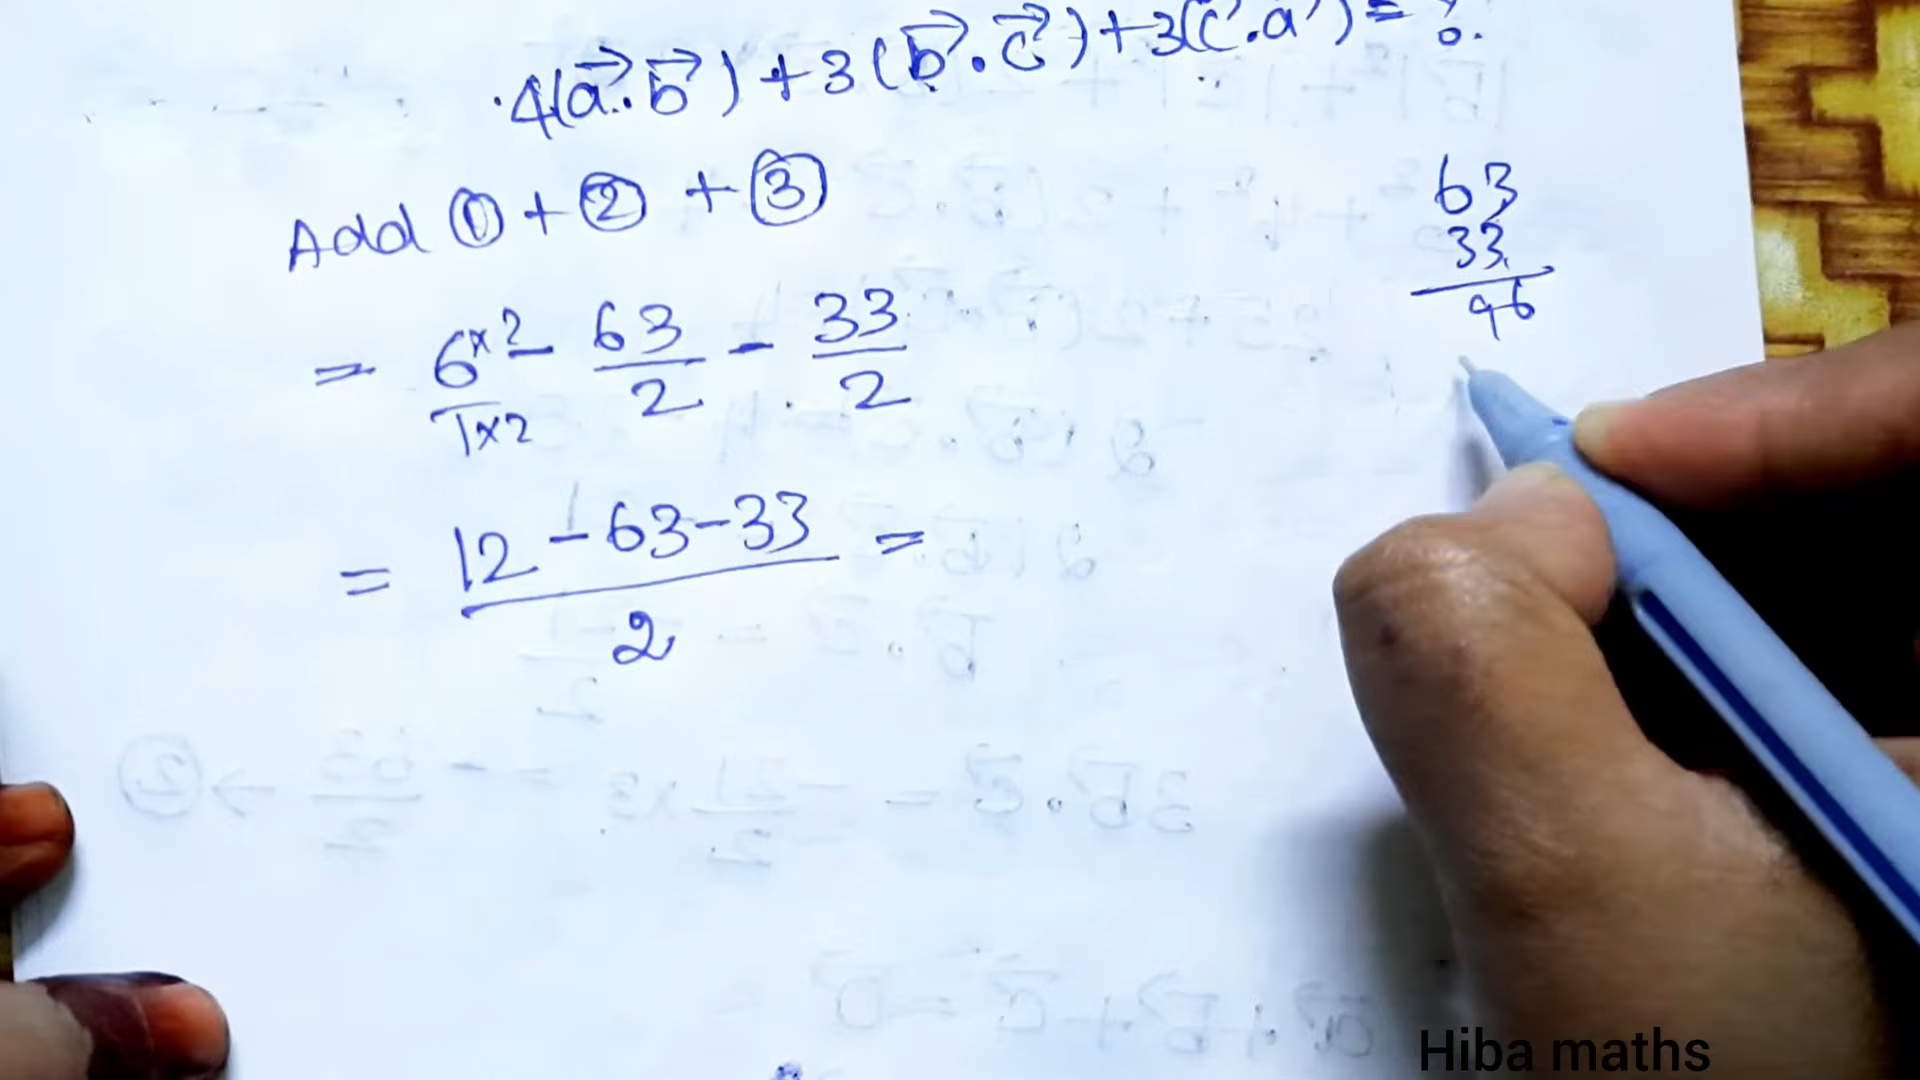 4(a⃗.b⃗)+3(b⃗.c⃗)+3(c⃗.a⃗)=?
Add ①+②+③
= 6×2/1×2 - 63/2 - 33/2
= 12-63-33/2 =
63
33
96
Hiba maths